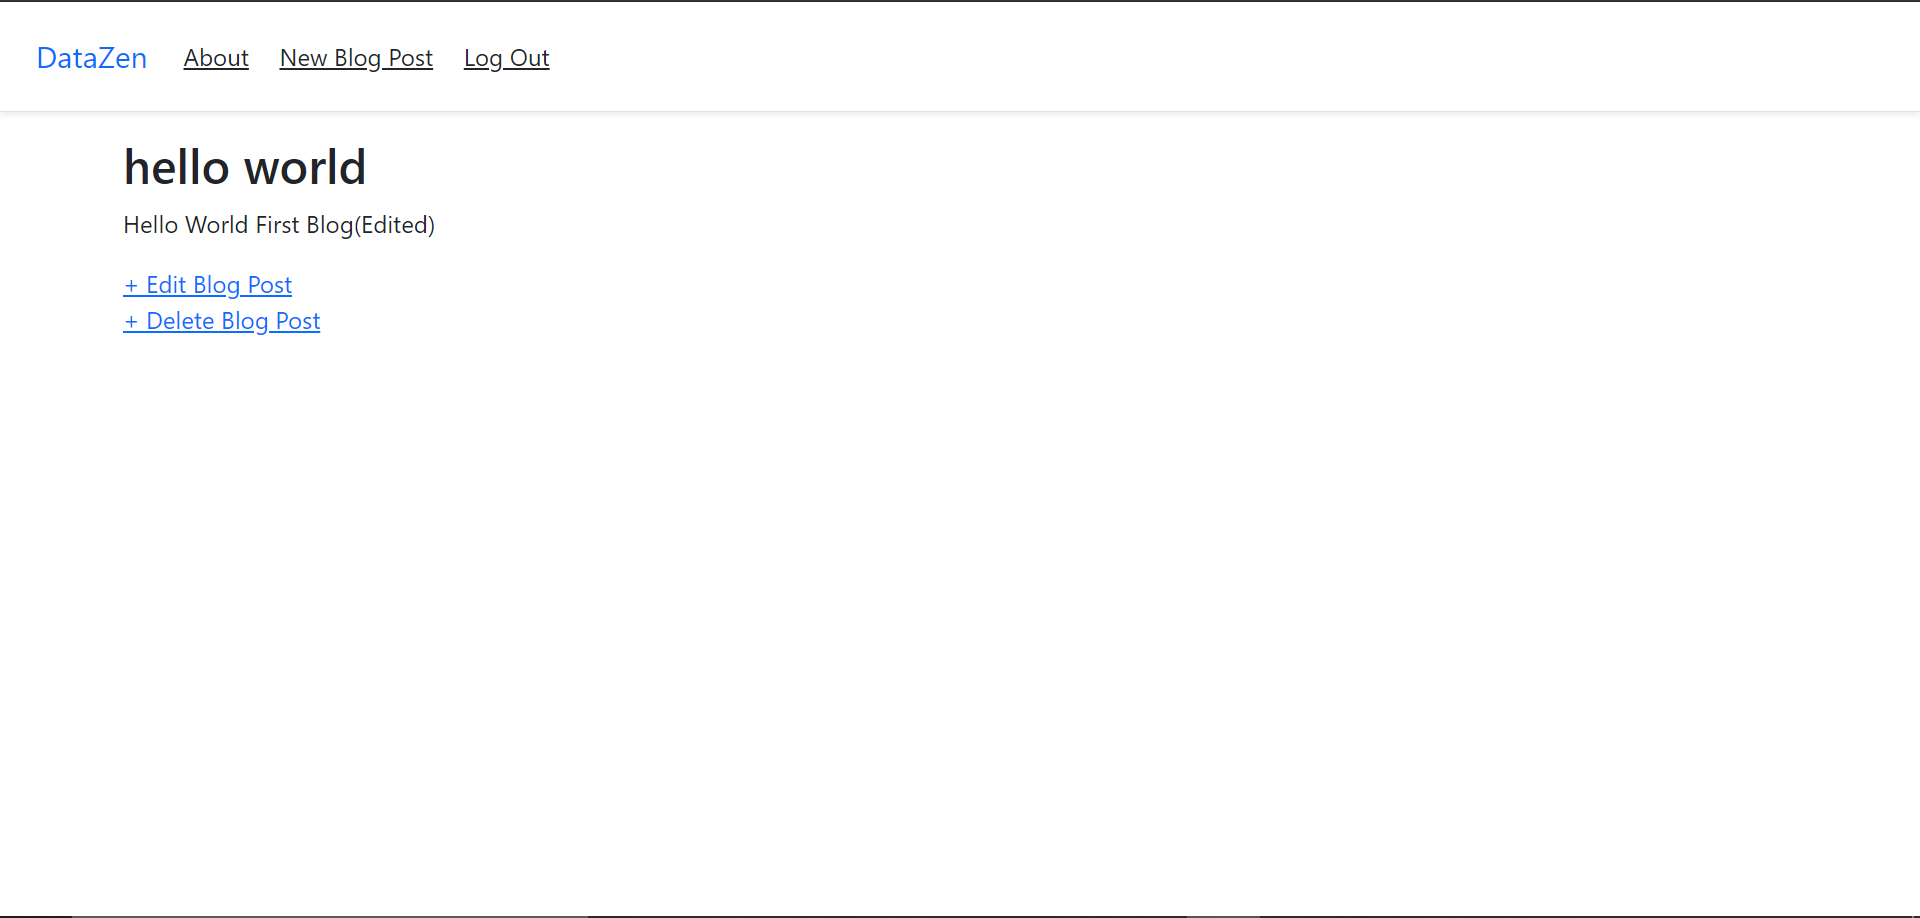 DataZen About New Blog Post Log Out
hello world
Hello World First Blog(Edited)
+ Edit Blog Post
+ Delete Blog Post